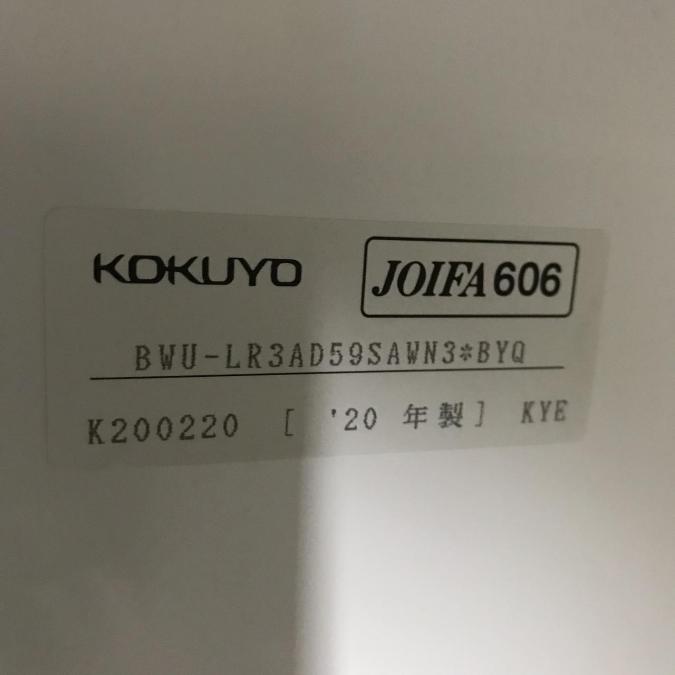 KOKUYO JOIFA 606
BWU-LR3AD59SAWN3*BYQ
K200220 [ '20 年製] KYE